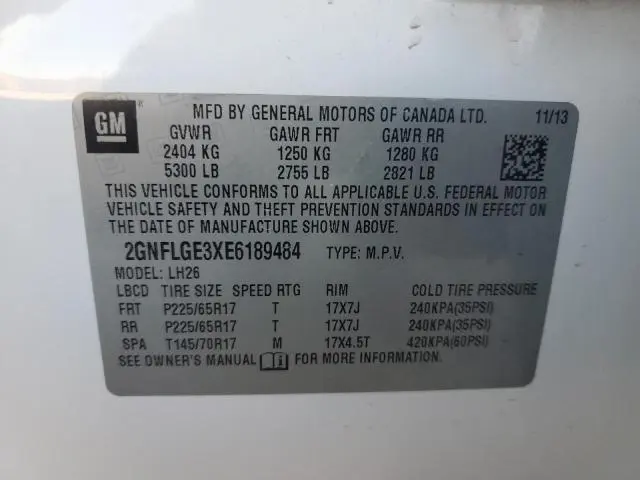 GM ®
MFD BY GENERAL MOTORS OF CANADA LTD. 11/13
GVWR GAWR FRT GAWR RR
2404 KG 1250 KG 1280 KG
5300 LB 2755 LB 2821 LB
THIS VEHICLE CONFORMS TO ALL APPLICABLE U.S. FEDERAL MOTOR
VEHICLE SAFETY AND THEFT PREVENTION STANDARDS IN EFFECT ON
THE DATE OF MANUFACTURE SHOWN ABOVE.
2GNFLGE3XE6189484 TYPE: M.P.V.
MODEL: LH26
LBCD TIRE SIZE SPEED RTG RIM COLD TIRE PRESSURE
FRT P225/65R17 T 17X7J 240KPA(35PSI)
RR P225/65R17 T 17X7J 240KPA(35PSI)
SPA T145/70R17 M 17X4.5T 420KPA(60PSI)
SEE OWNER'S MANUAL FOR MORE INFORMATION.